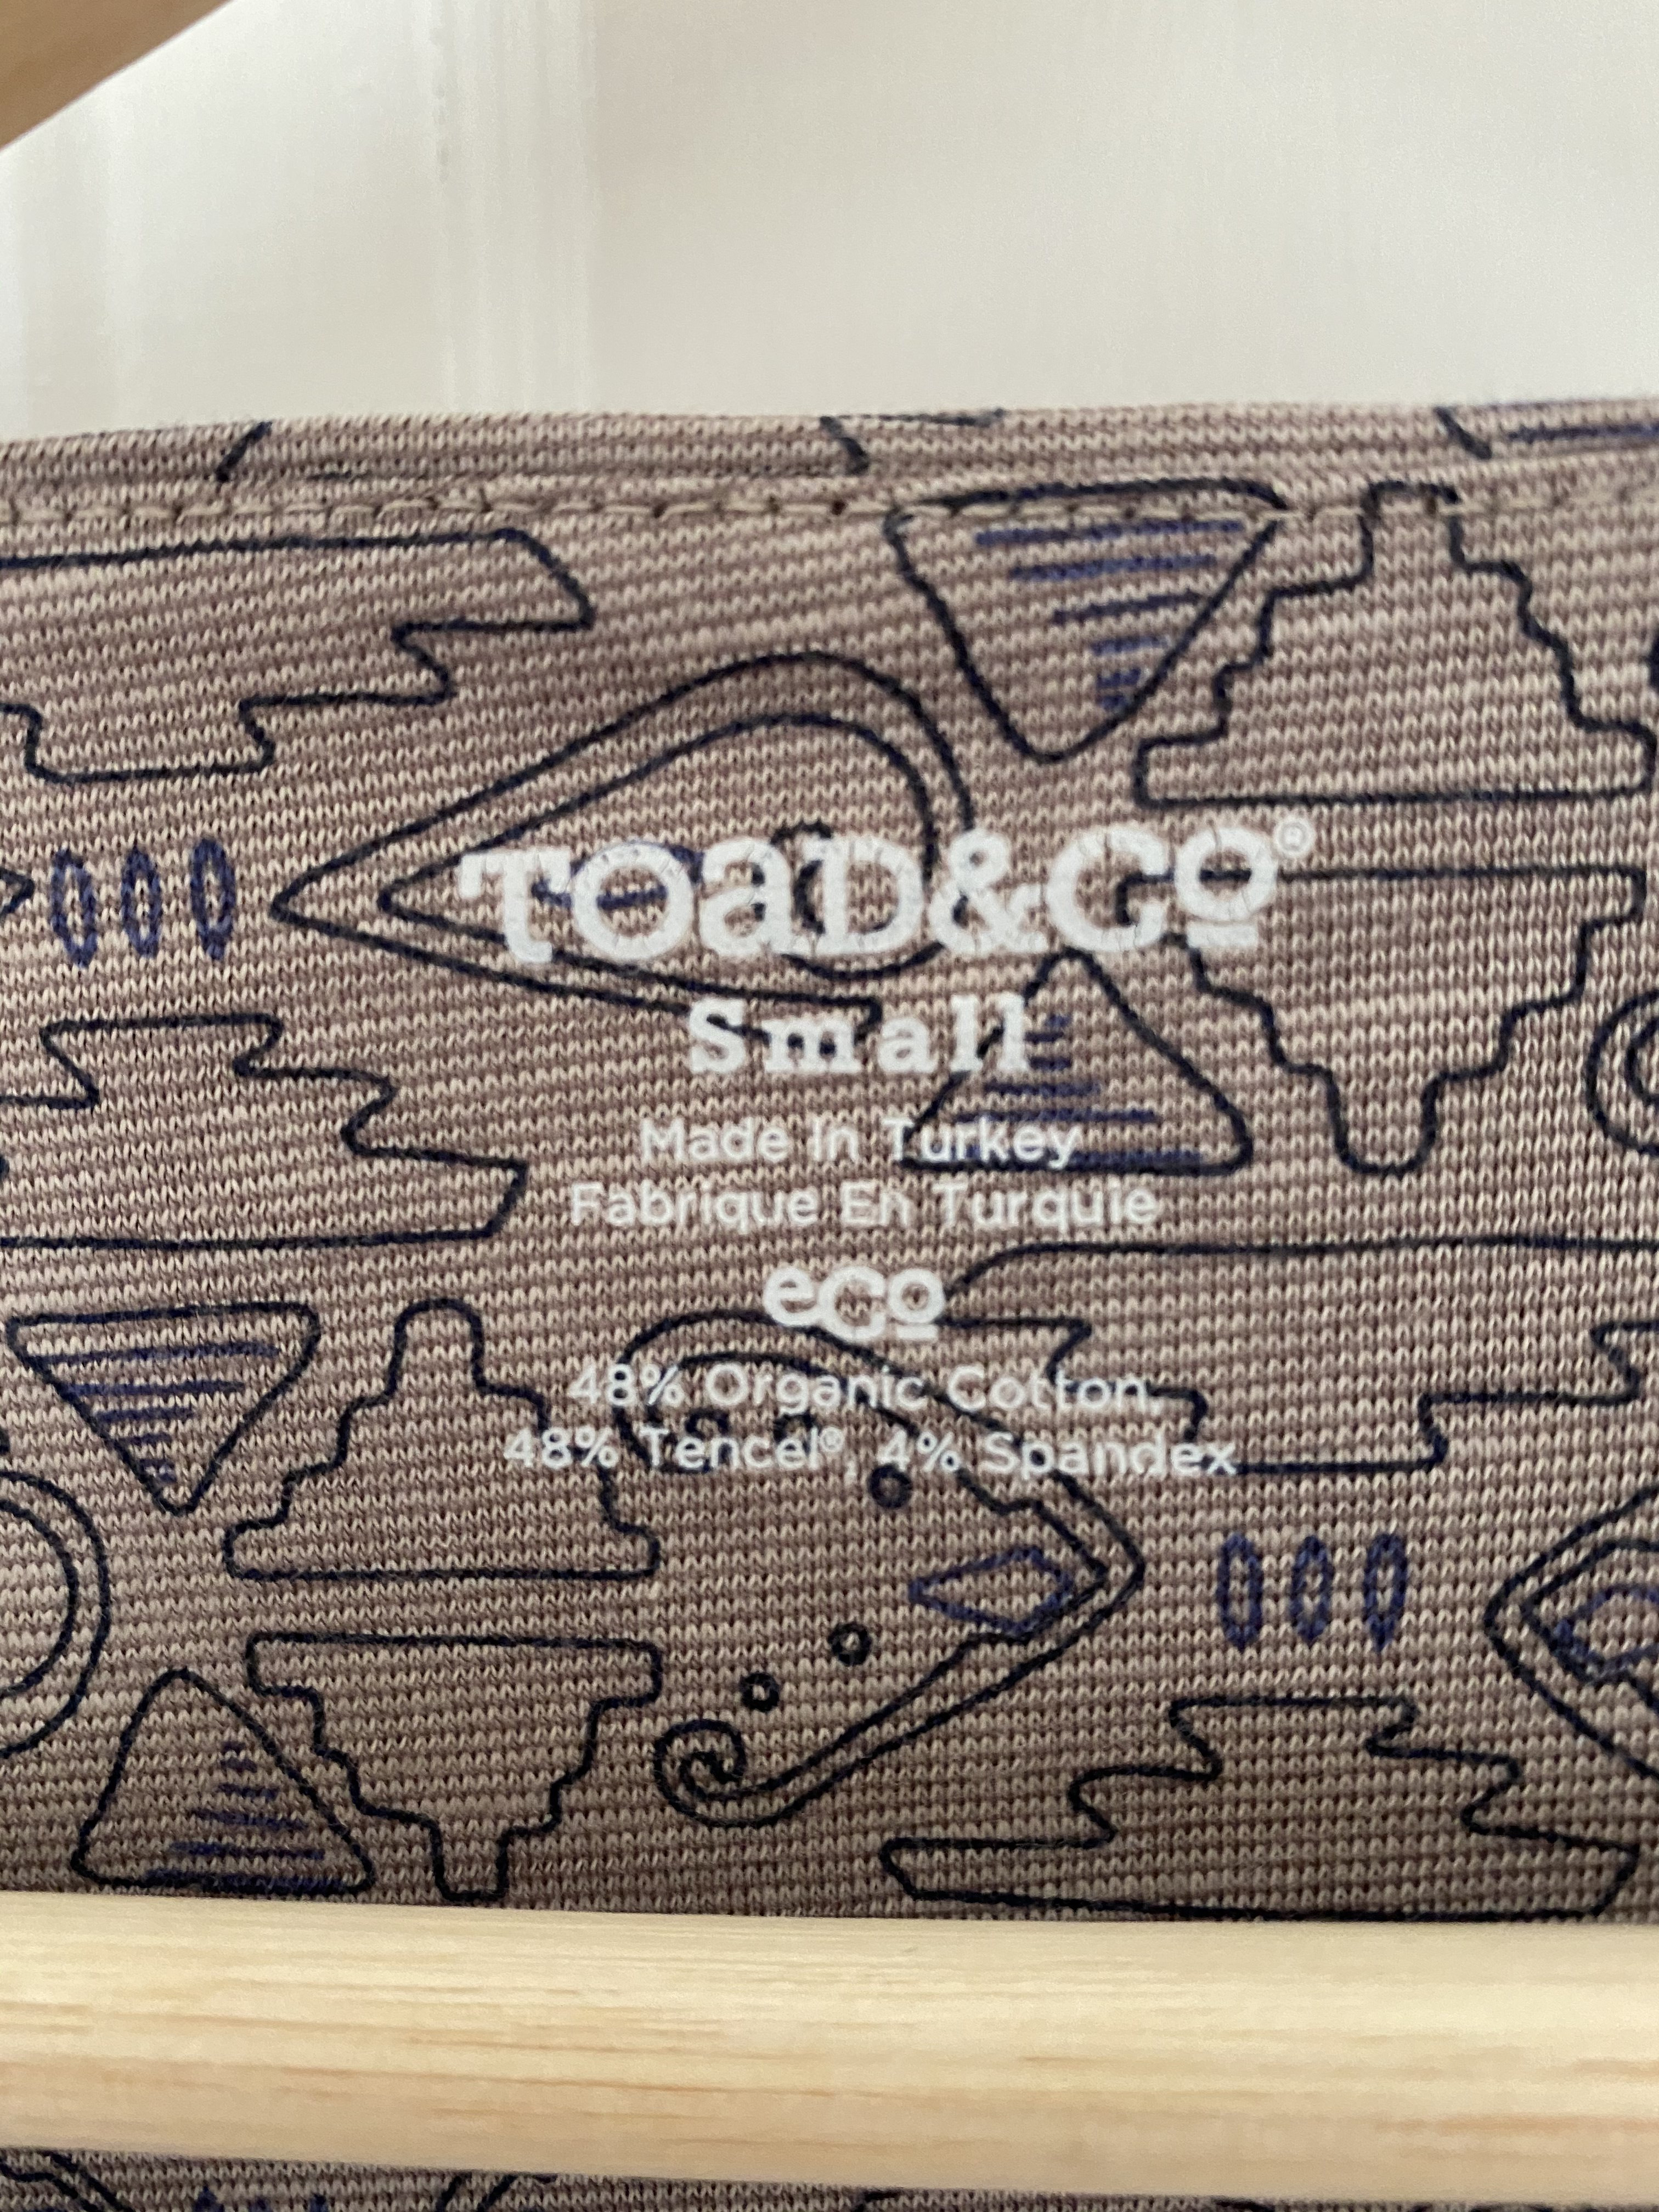 TOaD&Co®
Small
Made In Turkey
Fabrique En Turquie
eco
48% Organic Cotton,
48% Tencel®, 4% Spandex